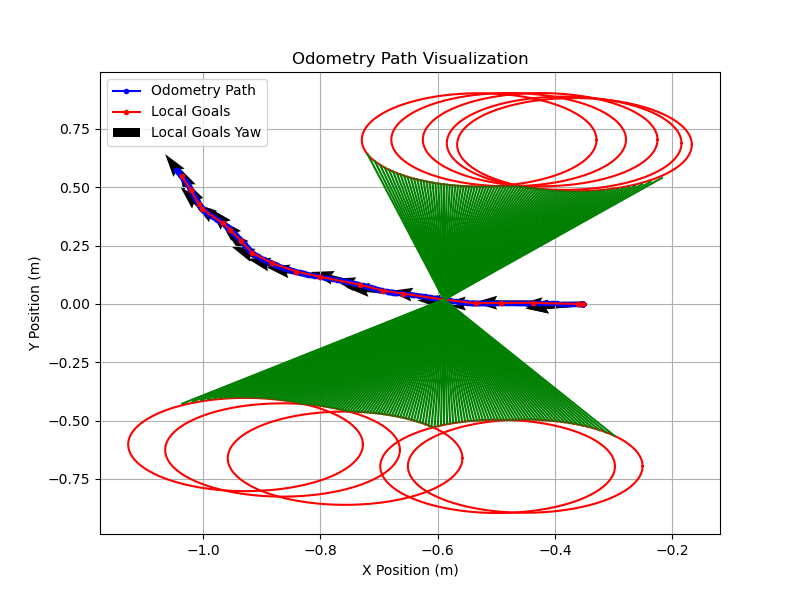 Odometry Path Visualization
Odometry Path
Local Goals
Local Goals Yaw
0.75
0.50
0.25
0.00
−0.25
−0.50
−0.75
Y Position (m)
−1.0
−0.8
−0.6
−0.4
−0.2
X Position (m)